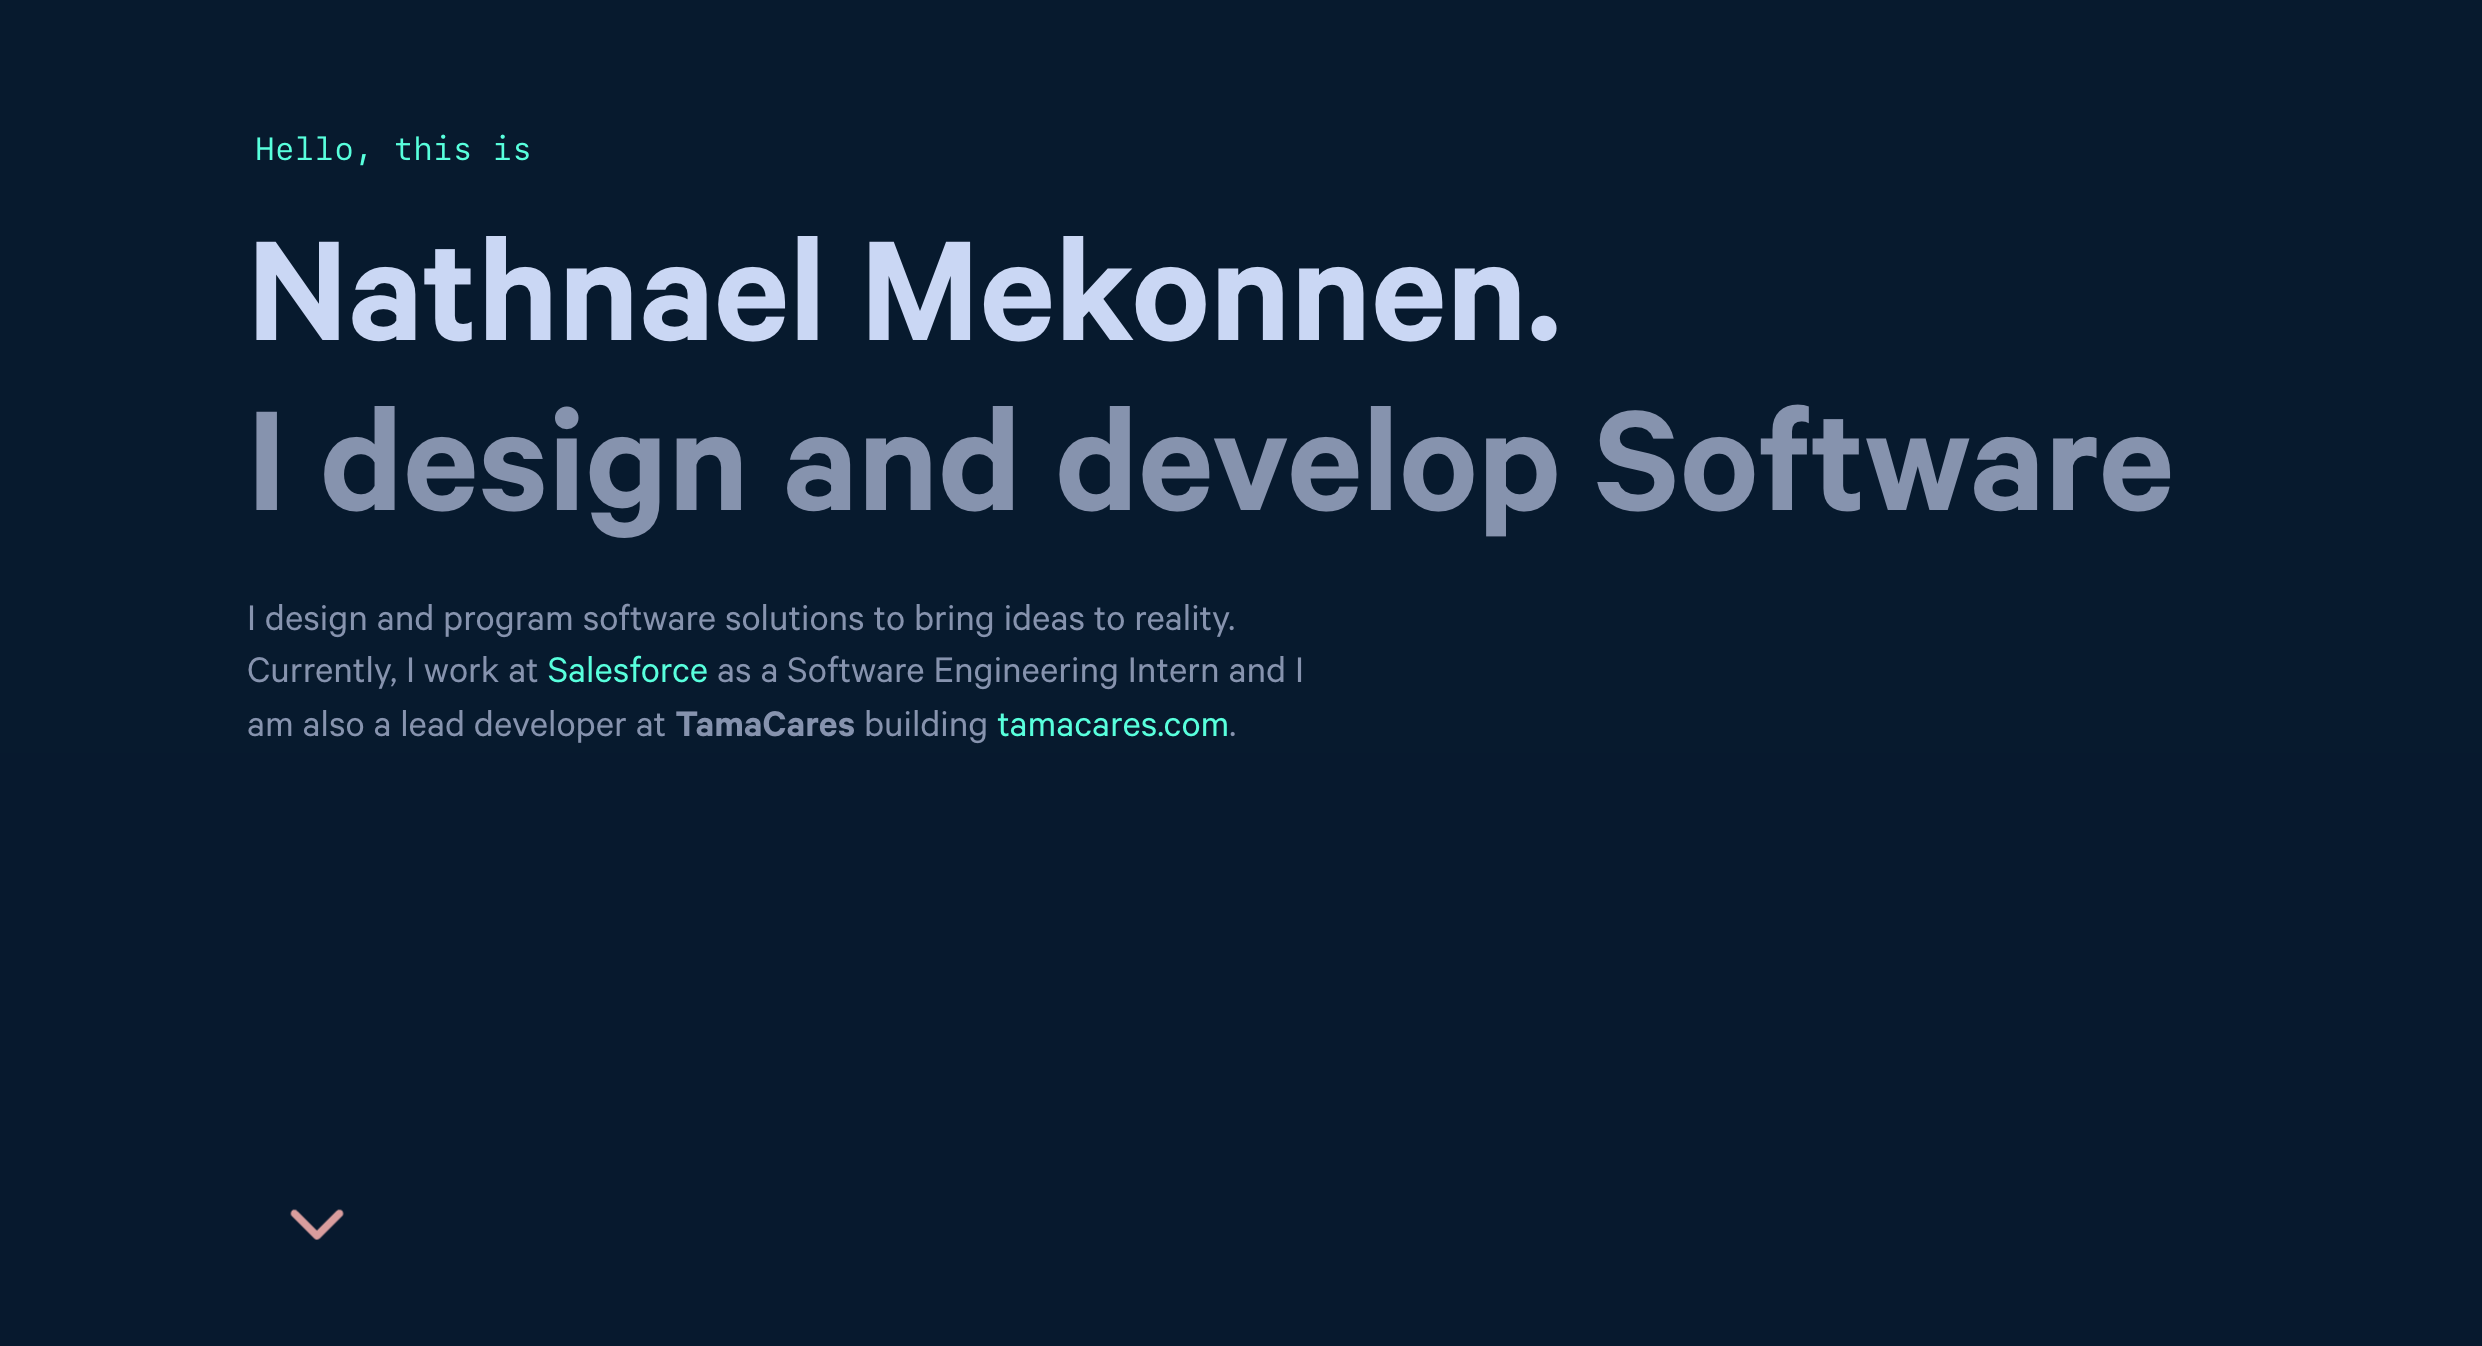 Hello, this is
Nathnael Mekonnen.
I design and develop Software
I design and program software solutions to bring ideas to reality.
Currently, I work at Salesforce as a Software Engineering Intern and I
am also a lead developer at TamaCares building tamacares.com.